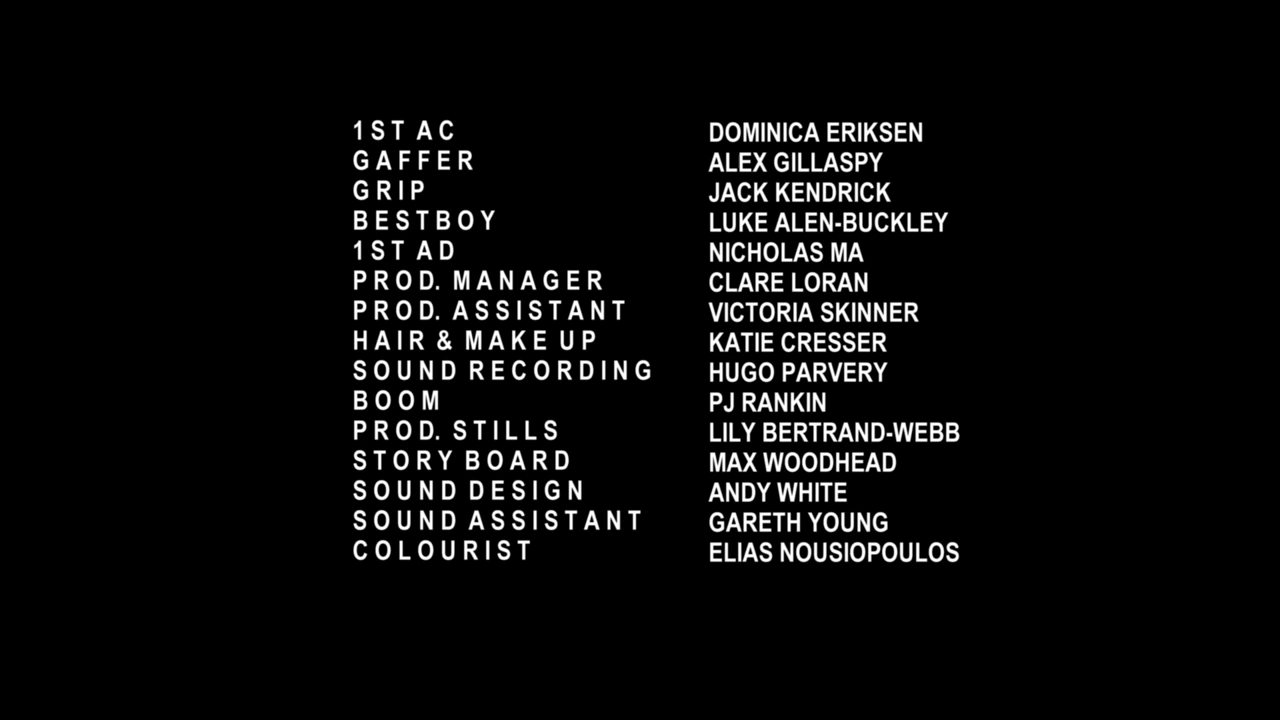 1ST AC DOMINICA ERIKSEN
GAFFER ALEX GILLASPY
GRIP JACK KENDRICK
BESTBOY LUKE ALEN-BUCKLEY
1ST AD NICHOLAS MA
PROD. MANAGER CLARE LORAN
PROD. ASSISTANT VICTORIA SKINNER
HAIR & MAKE UP KATIE CRESSER
SOUND RECORDING HUGO PARVERY
BOOM PJ RANKIN
PROD. STILLS LILY BERTRAND-WEBB
STORY BOARD MAX WOODHEAD
SOUND DESIGN ANDY WHITE
SOUND ASSISTANT GARETH YOUNG
COLOURIST ELIAS NOUSIOPOULOS